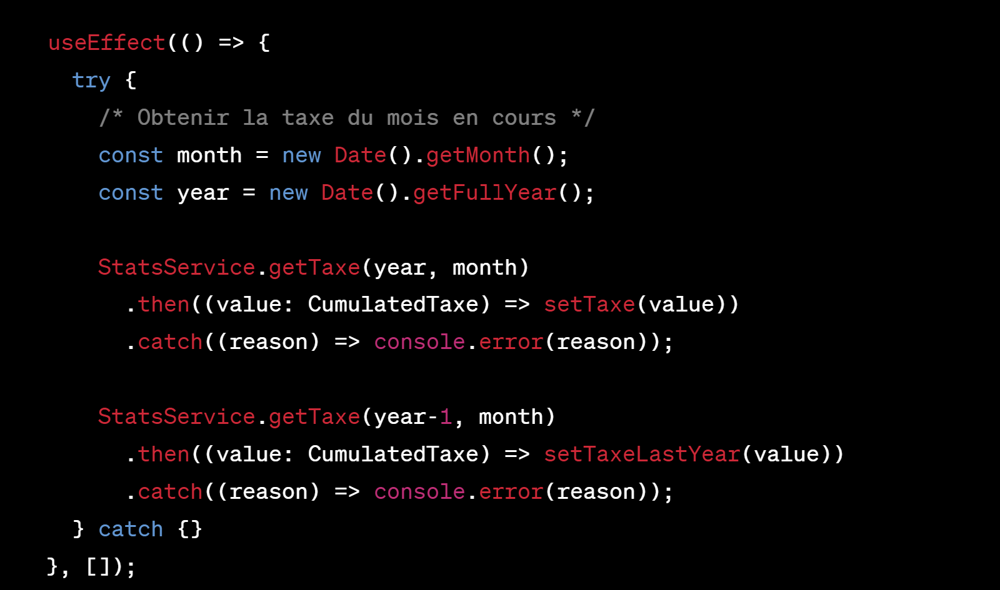 useEffect(() => {
try {
/* Obtenir la taxe du mois en cours */
const month = new Date().getMonth();
const year = new Date().getFullYear();
StatsService.getTaxe(year, month)
.then((value: CumulatedTaxe) => setTaxe(value))
.catch((reason) => console.error(reason));
StatsService.getTaxe(year-1, month)
.then((value: CumulatedTaxe) => setTaxeLastYear(value))
.catch((reason) => console.error(reason));
} catch {}
}, []);